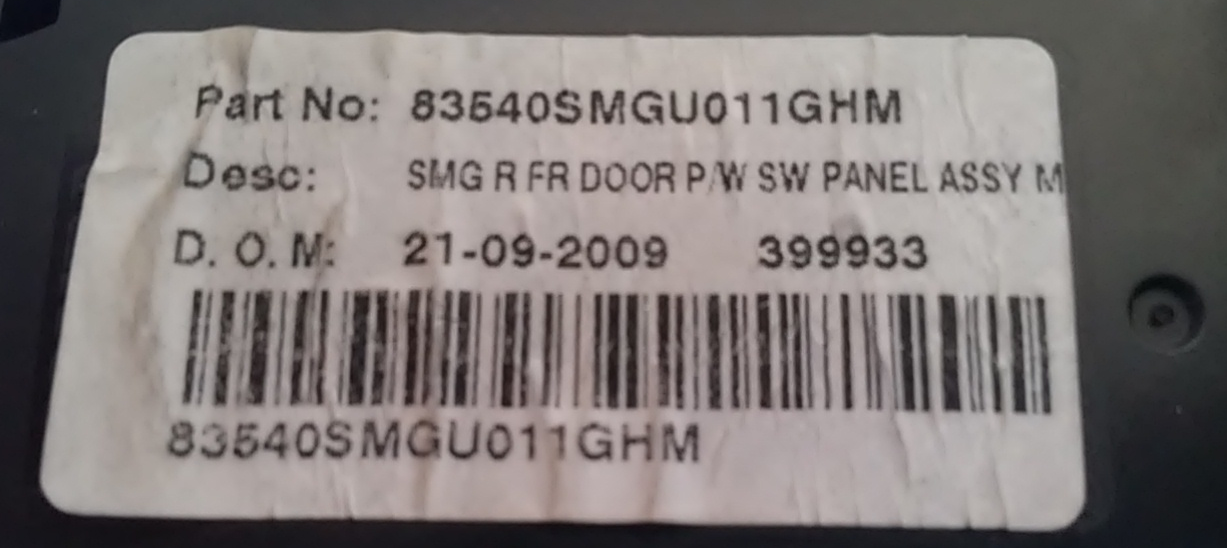 Part No: 83540SMGU011GHM
Desc: SMG R FR DOOR P/W SW PANEL ASSY M
D. O. M: 21-09-2009 399933
83540SMGU011GHM